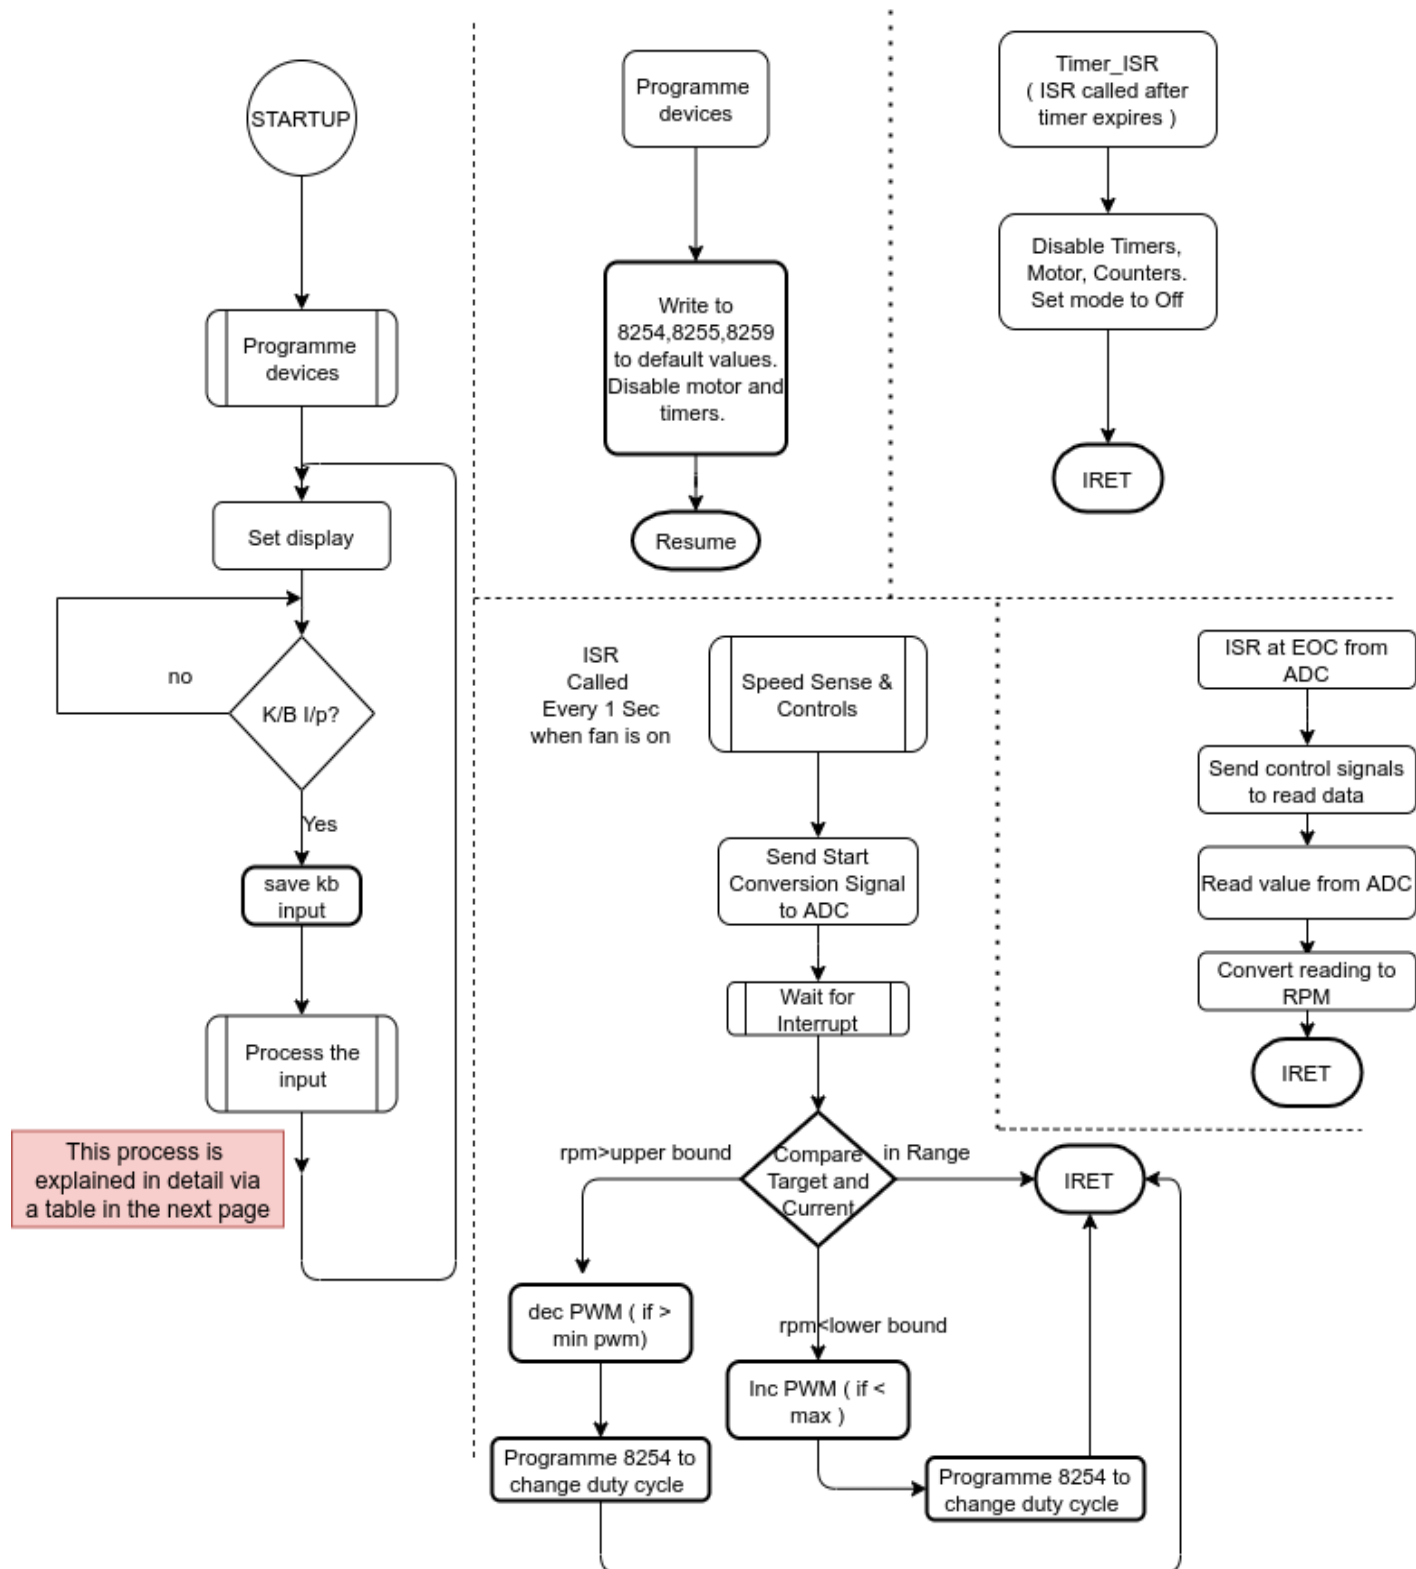 STARTUP
Programme
devices
Set display
no
K/B I/p?
Yes
save kb
input
Process the
input
This process is
explained in detail via
a table in the next page
Programme
devices
Write to
8254,8255,8259
to default values.
Disable motor and
timers.
Resume
Timer_ISR
( ISR called after
timer expires )
Disable Timers,
Motor, Counters.
Set mode to Off
IRET
ISR
Called
Every 1 Sec
when fan is on
Speed Sense &
Controls
Send Start
Conversion Signal
to ADC
Wait for
Interrupt
rpm>upper bound
Compare
Target and
Current
in Range
IRET
dec PWM ( if >
min pwm)
rpm<lower bound
Inc PWM ( if <
max )
Programme 8254 to
change duty cycle
Programme 8254 to
change duty cycle
ISR at EOC from
ADC
Send control signals
to read data
Read value from ADC
Convert reading to
RPM
IRET